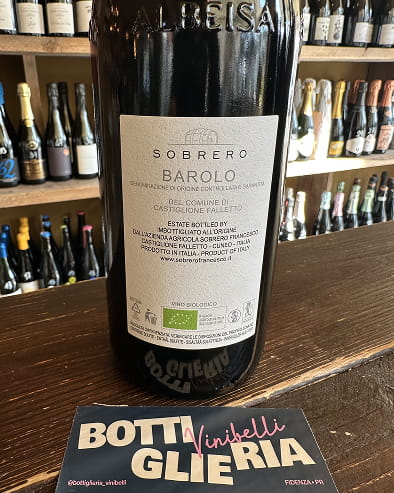 ALBEISA
SOBRERO
BAROLO
DENOMINAZIONE DI ORIGINE CONTROLLATA E GARANTITA
DEL COMUNE DI
CASTIGLIONE FALLETTO
ESTATE BOTTLED BY
IMBOTTIGLIATO ALL'ORIGINE
DALL'AZIENDA AGRICOLA SOBRERO FRANCESCO
CASTIGLIONE FALLETTO - CUNEO - ITALIA
PRODOTTO IN ITALIA - PRODUCT OF ITALY
www.sobrerofrancesco.it
VINO BIOLOGICO
BOTTI
Vinibelli
GLIERIA
@bottiglieria_vinibelli
FIDENZA • PR